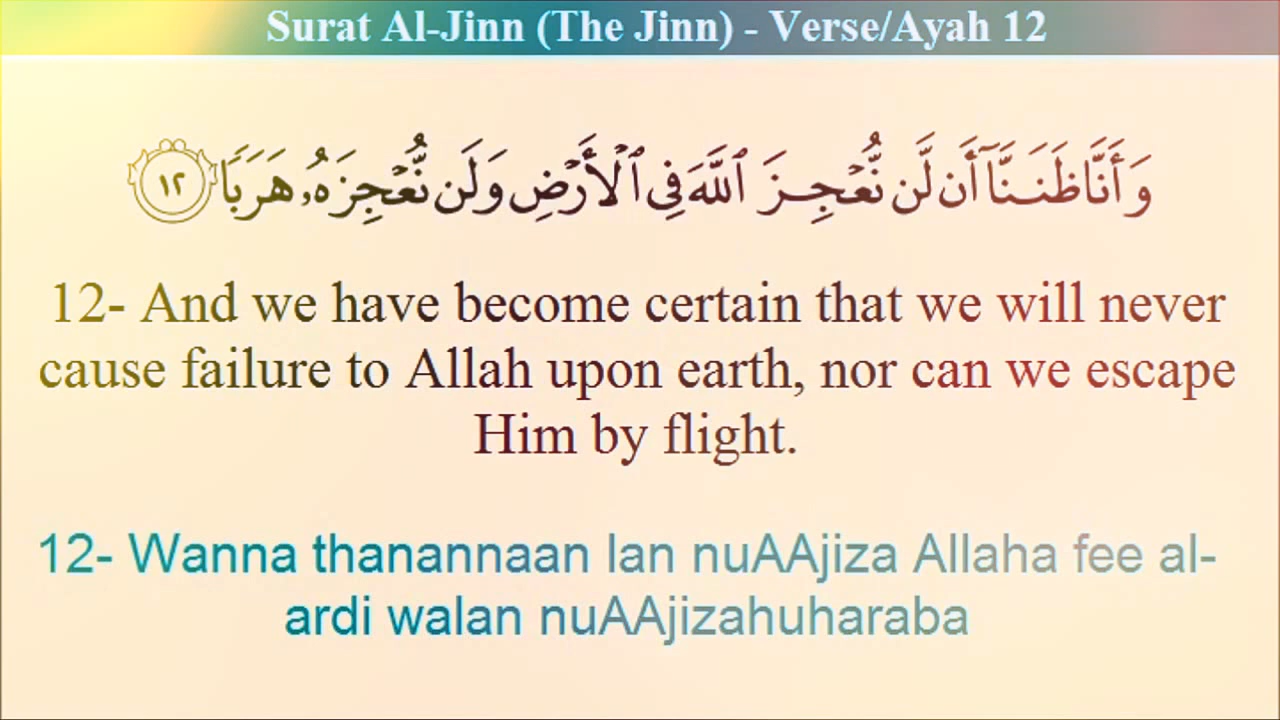 Surat Al-Jinn (The Jinn) - Verse/Ayah 12
وَأَنَّا ظَنَنَّآ أَن لَّن نُّعْجِزَ ٱللَّهَ فِى ٱلْأَرْضِ وَلَن نُّعْجِزَهُۥ هَرَبًا ١٢
12- And we have become certain that we will never
cause failure to Allah upon earth, nor can we escape
Him by flight.
12- Wanna thanannaan lan nuAAjiza Allaha fee al-
ardi walan nuAAjizahuharaba